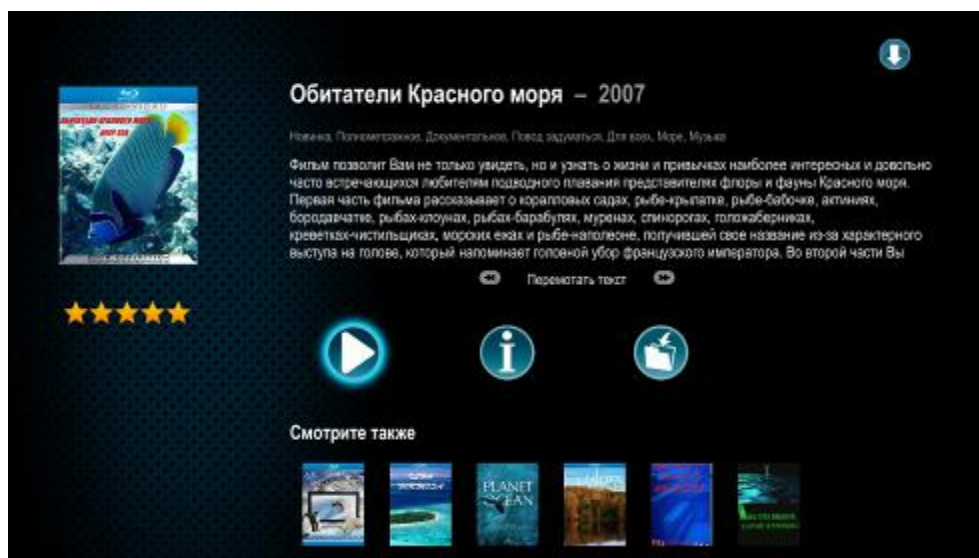 Обитатели Красного моря – 2007
Новинка, Полнометражное, Документальное, Повод задуматься, Для всех, Море, Музыка
Фильм позволит Вам не только увидеть, но и узнать о жизни и привычках наиболее интересных и довольно
часто встречающихся любителям подводного плавания представителях флоры и фауны Красного моря.
Первая часть фильма рассказывает о коралловых садах, рыбе-крылатке, рыбе-бабочке, актиниях,
бородавчатке, рыбах-клоунах, рыбах-барабулях, муренах, спинорогах, голожаберниках,
креветках-чистильщиках, морских ежах и рыбе-наполеоне, получившей свое название из-за характерного
выступа на голове, который напоминает головной убор французского императора. Во второй части Вы
Перемотать текст
Смотрите также
PLANET
OCEAN